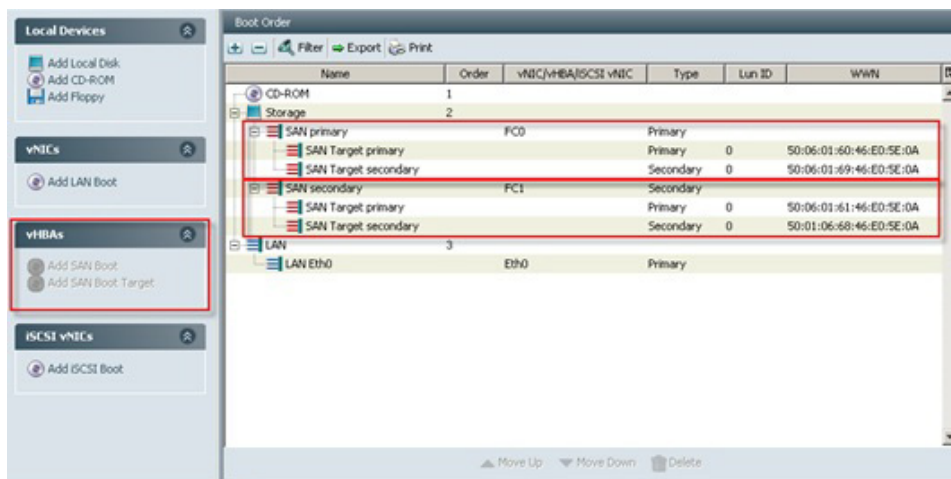 Local Devices
Add Local Disk
Add CD-ROM
Add Floppy
vNICs
Add LAN Boot
vHBAs
Add SAN Boot
Add SAN Boot Target
iSCSI vNICs
Add iSCSI Boot
Boot Order
Filter Export Print
Name Order vNIC/vHBA/iSCSI vNIC Type Lun ID WWN
CD-ROM 1
Storage 2
SAN primary FC0 Primary
SAN Target primary Primary 0 50:06:01:60:46:E0:5E:0A
SAN Target secondary Secondary 0 50:06:01:69:46:E0:5E:0A
SAN secondary FC1 Secondary
SAN Target primary Primary 0 50:06:01:61:46:E0:5E:0A
SAN Target secondary Secondary 0 50:01:06:68:46:E0:5E:0A
LAN 3
LAN Eth0 Eth0 Primary
Move Up Move Down Delete